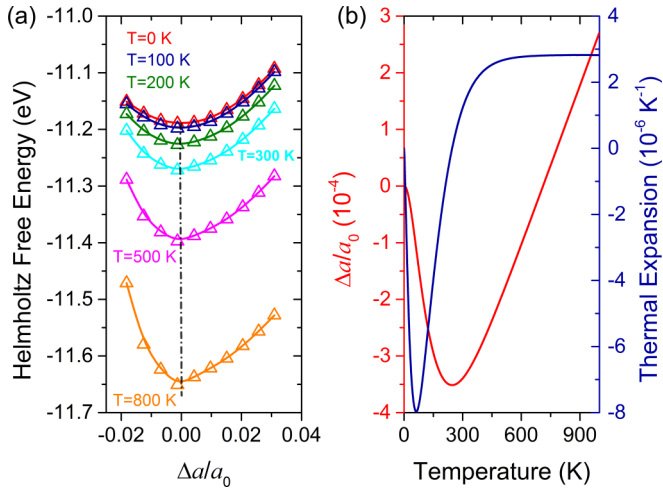 (a)
-11.0
-11.1
-11.2
-11.3
-11.4
-11.5
-11.6
-11.7
Helmholtz Free Energy (eV)
T=0 K
T=100 K
T=200 K
T=300 K
T=500 K
T=800 K
-0.02
0.00
0.02
0.04
Δa/a₀
(b)
4
3
2
1
0
-1
-2
-3
-4
Δa/a₀ (10⁻⁴)
0
300
600
900
Temperature (K)
4
2
0
-2
-4
-6
-8
Thermal Expansion (10⁻⁶ K⁻¹)